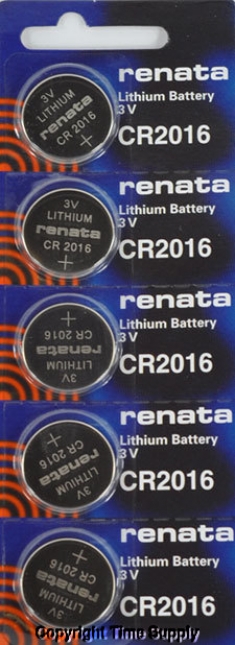 3V
LITHIUM
renata
CR 2016
+
renata
Lithium Battery
3V
CR2016
3V
LITHIUM
renata
CR 2016
+
renata
Lithium Battery
3V
CR2016
+
CR 2016
renata
LITHIUM
3V
renata
Lithium Battery
3V
CR2016
+
CR 2016
renata
LITHIUM
3V
renata
Lithium Battery
3V
CR2016
+
CR 2016
renata
LITHIUM
3V
renata
Lithium Battery
3V
CR2016
Copyright Time Supply